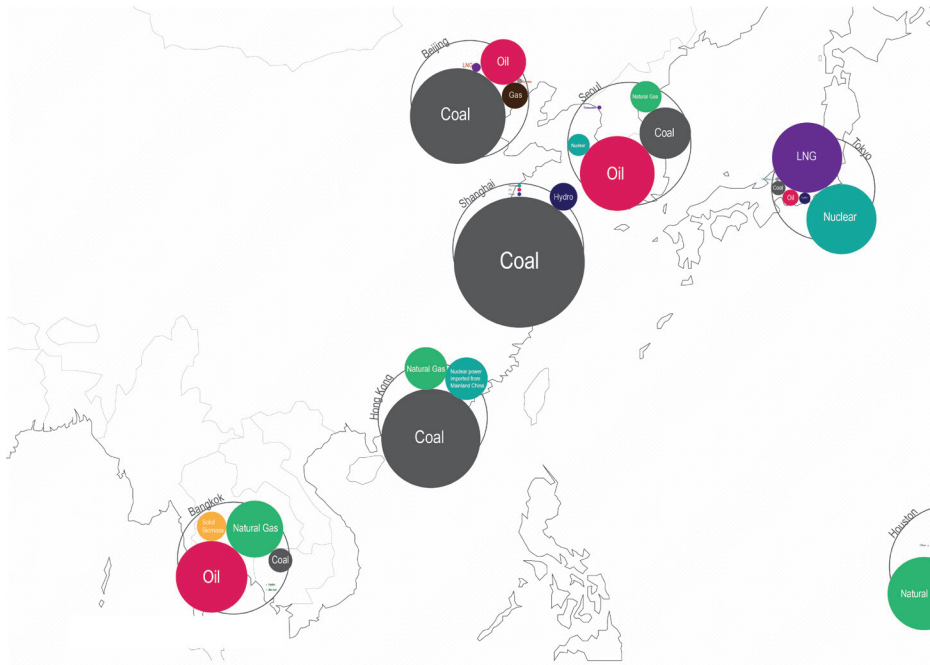 Beijing
Oil
LNG
Gas
Coal
Seoul
Natural Gas
Coal
Nuclear
Oil
Tokyo
LNG
Coal
Oil
Nuclear
Shanghai
Hydro
Coal
Hong Kong
Natural Gas
Nuclear power
imported from
Mainland China
Coal
Bangkok
Solid
Natural Gas
Oil
Coal
Houston
Natural